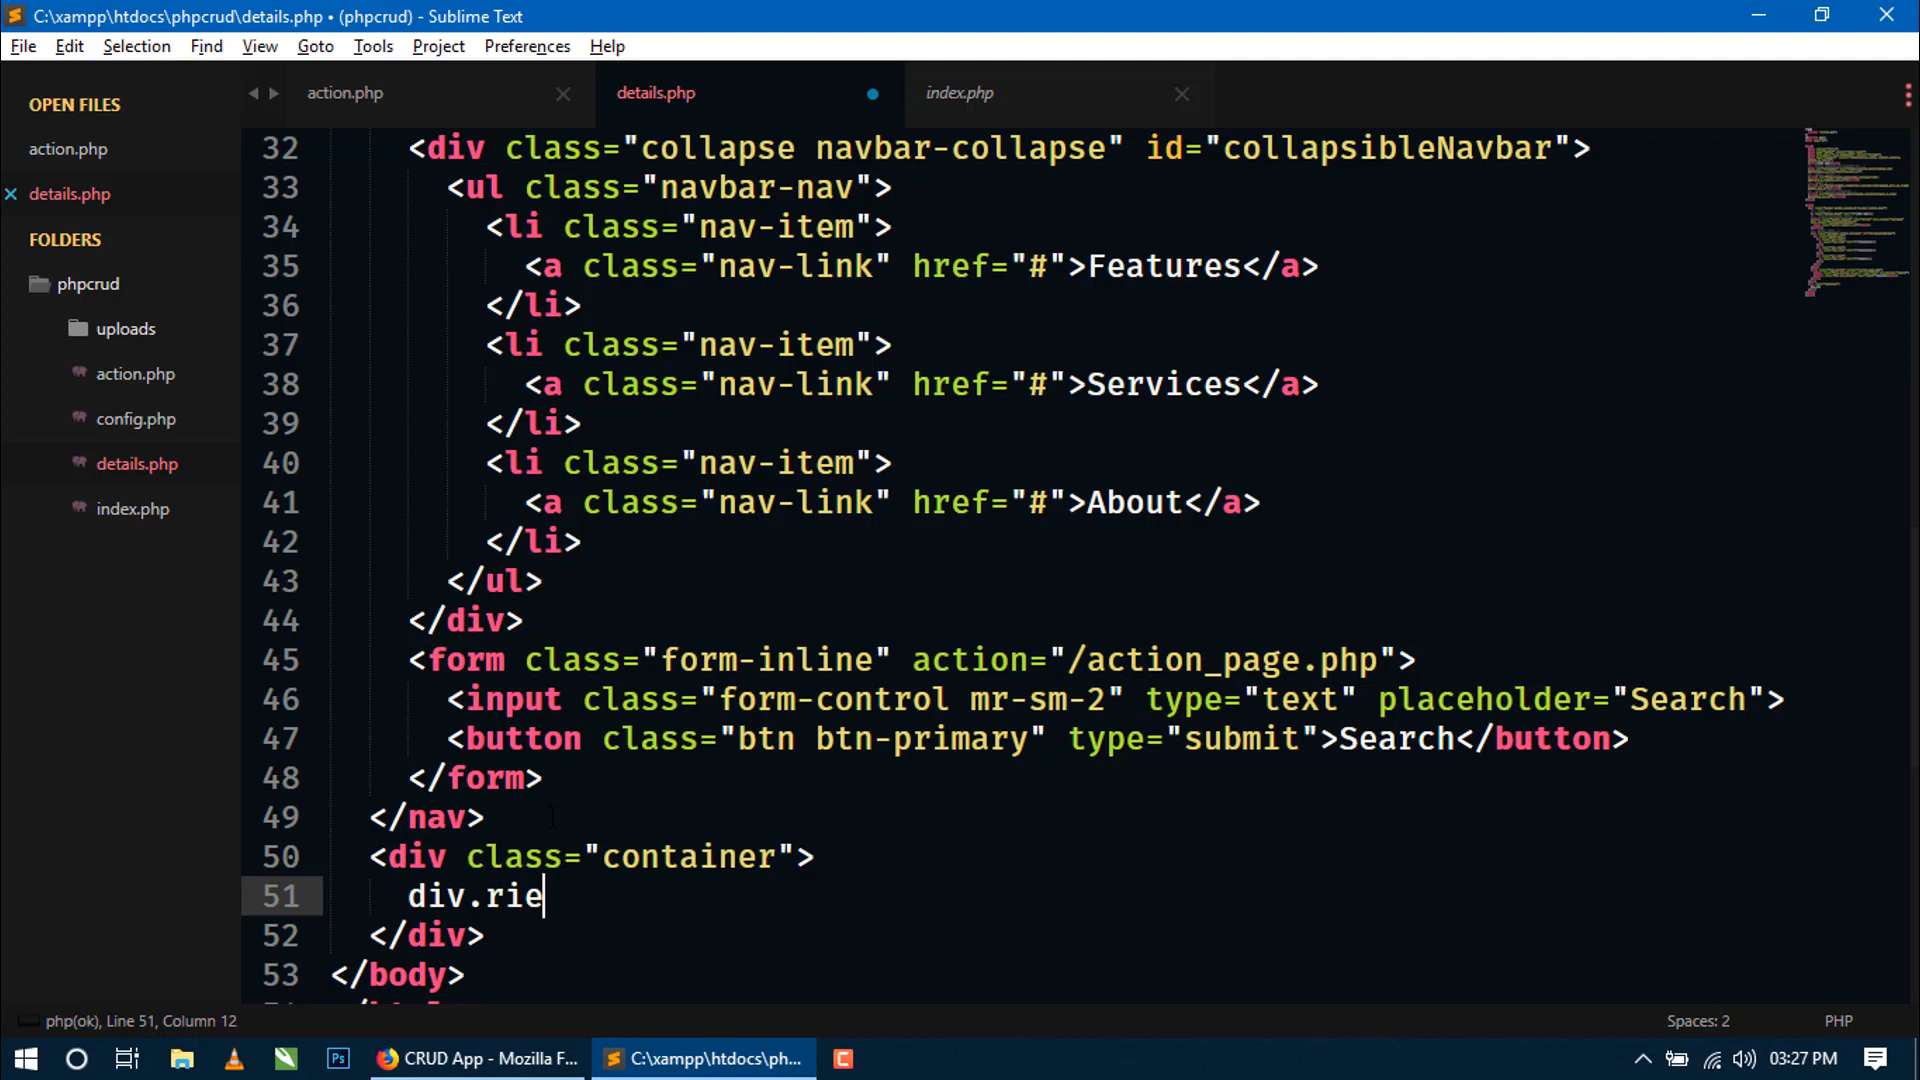 C:\xampp\htdocs\phpcrud\details.php • (phpcrud) - Sublime Text
File Edit Selection Find View Goto Tools Project Preferences Help
OPEN FILES
action.php
details.php
FOLDERS
phpcrud
uploads
action.php
config.php
details.php
index.php
action.php details.php index.php
32 <div class="collapse navbar-collapse" id="collapsibleNavbar">
33 <ul class="navbar-nav">
34 <li class="nav-item">
35 <a class="nav-link" href="#">Features</a>
36 </li>
37 <li class="nav-item">
38 <a class="nav-link" href="#">Services</a>
39 </li>
40 <li class="nav-item">
41 <a class="nav-link" href="#">About</a>
42 </li>
43 </ul>
44 </div>
45 <form class="form-inline" action="/action_page.php">
46 <input class="form-control mr-sm-2" type="text" placeholder="Search">
47 <button class="btn btn-primary" type="submit">Search</button>
48 </form>
49 </nav>
50 <div class="container">
51 div.rie
52 </div>
53 </body>
php(ok), Line 51, Column 12 Spaces: 2 PHP
Ps CRUD App - Mozilla F... C:\xampp\htdocs\ph... C 03:27 PM